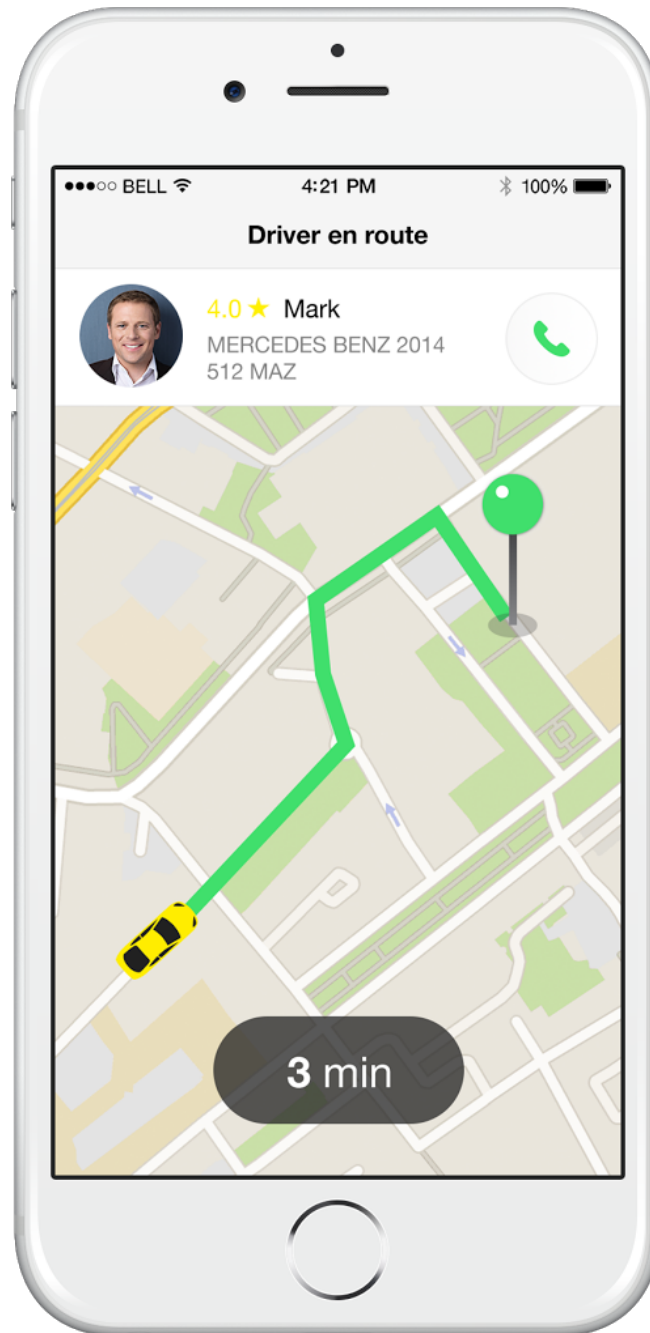 BELL 4:21 PM 100%
Driver en route
4.0 ★ Mark
MERCEDES BENZ 2014
512 MAZ
3 min